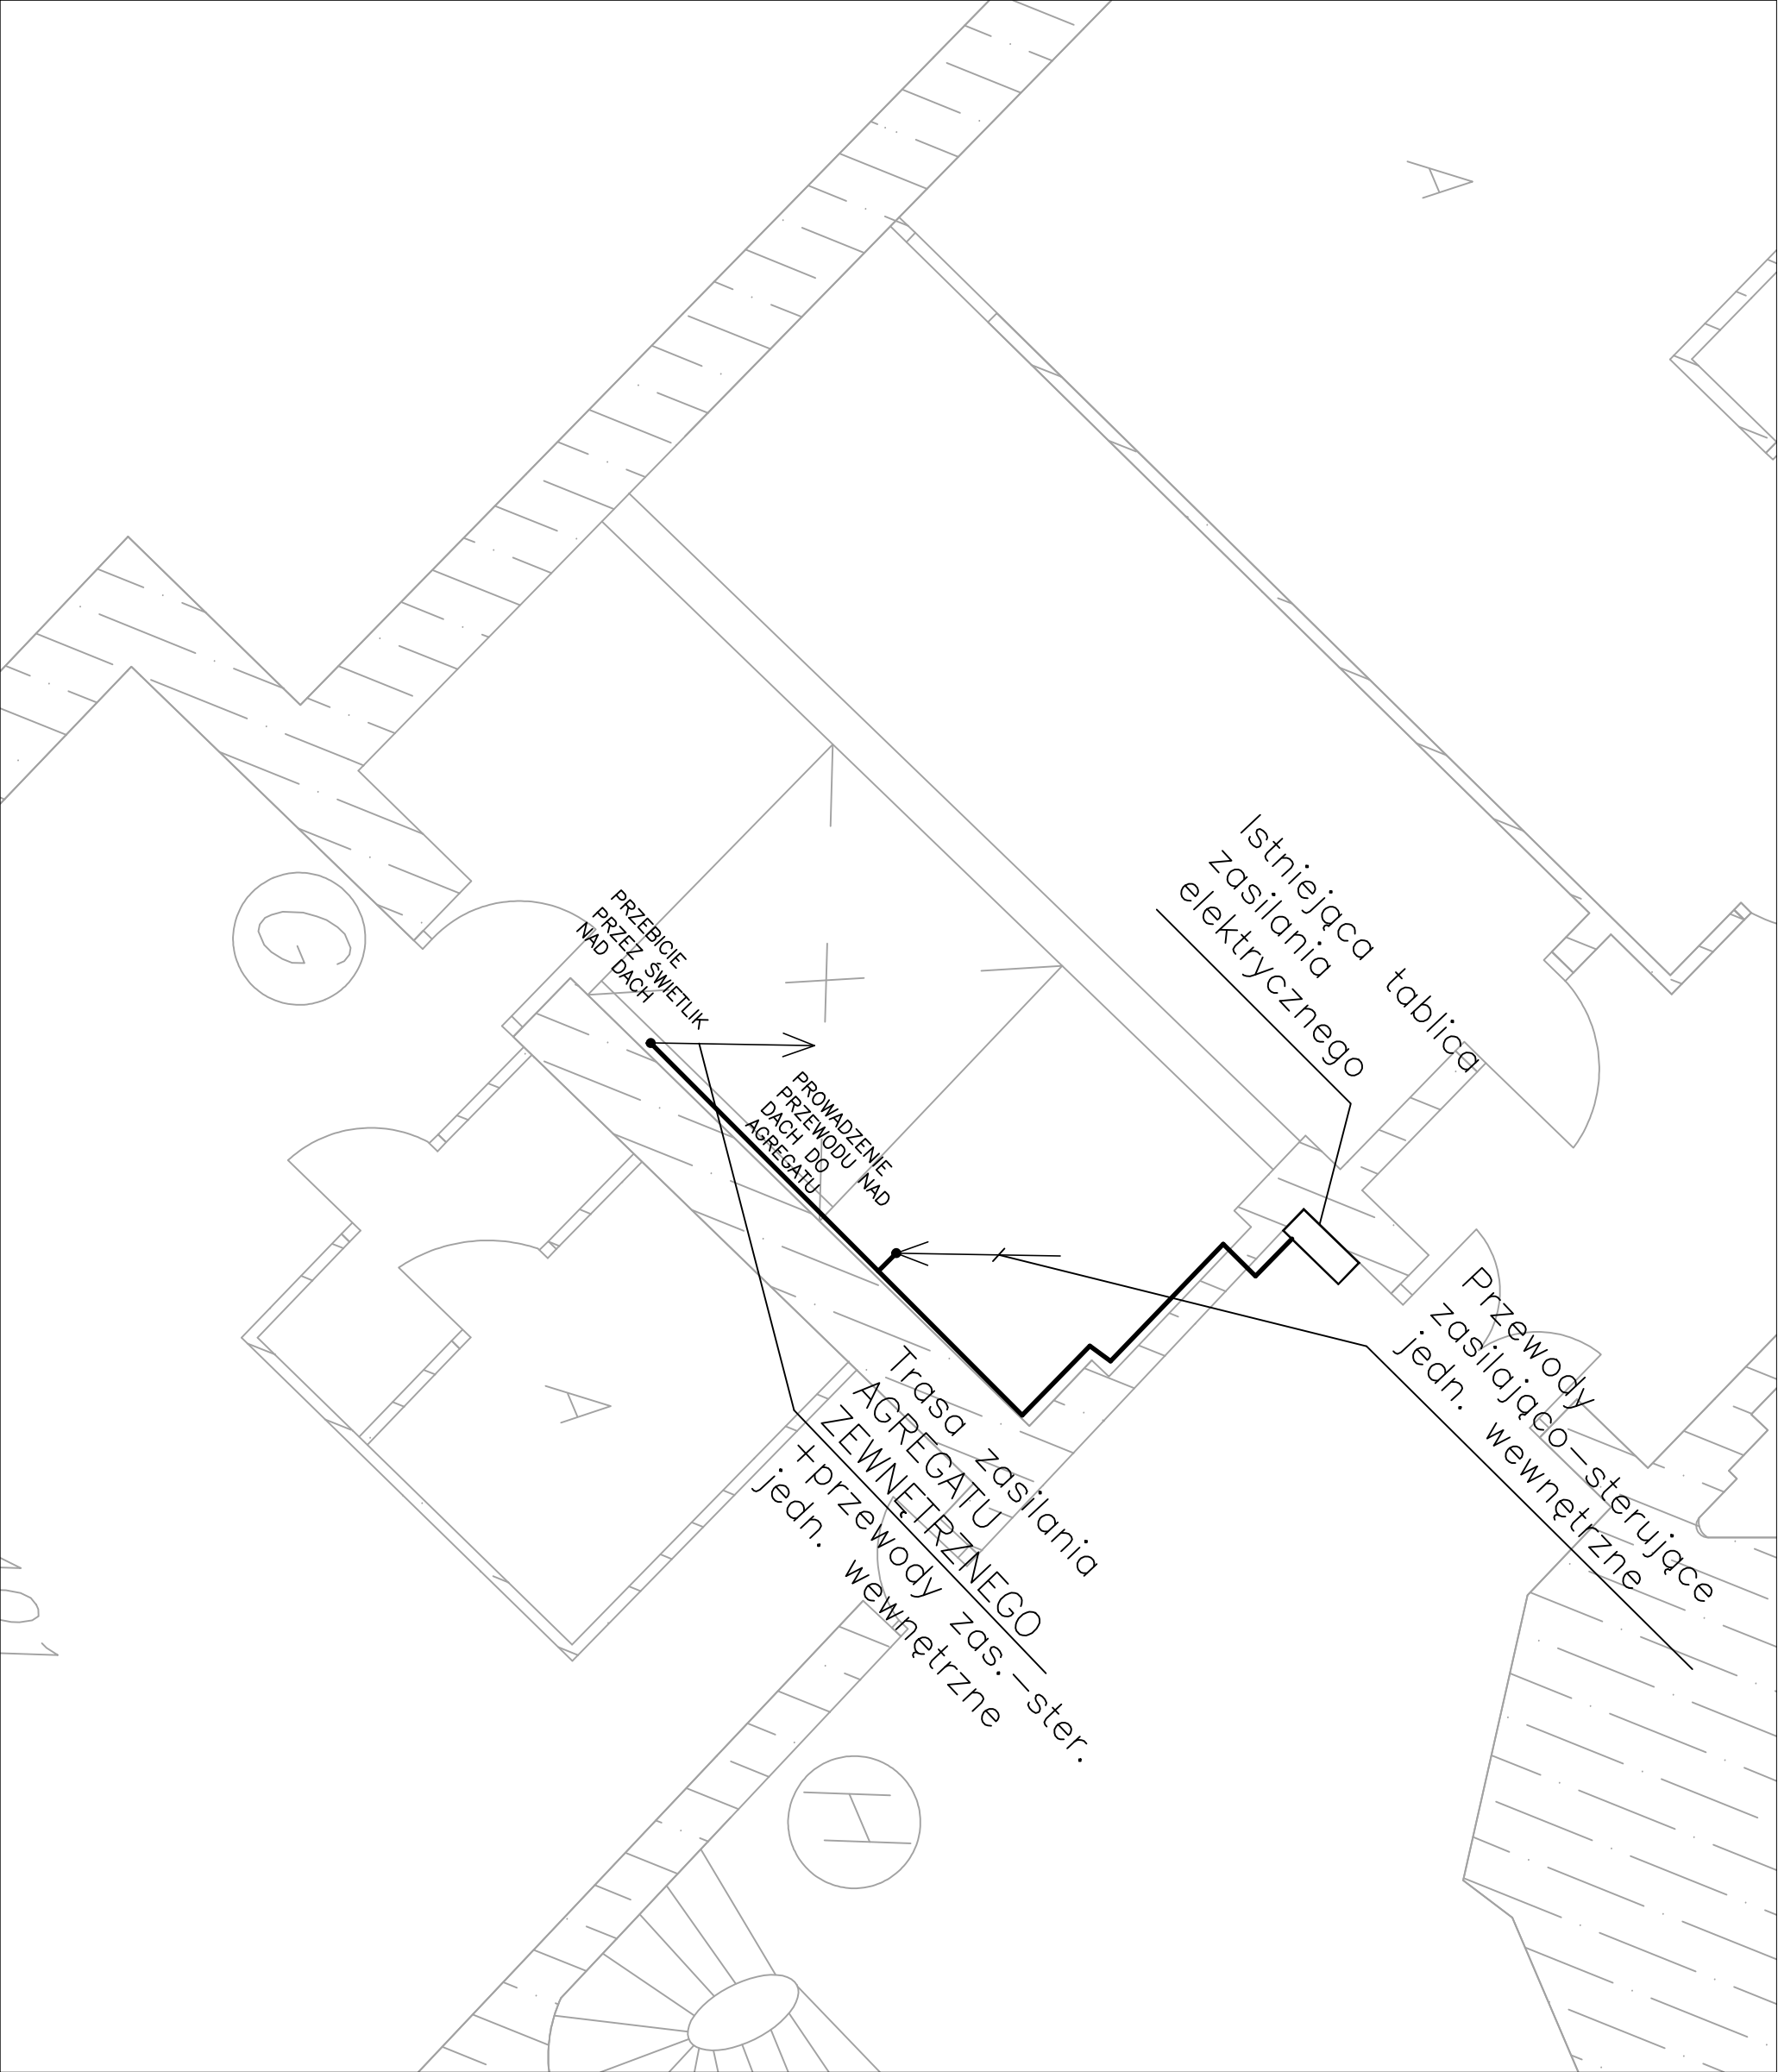 Istniejąca tablica
zasilania
elektrycznego
PRZEBICIE
PRZEZ ŚWIETLIK
NAD DACH
PROWADZENIE
PRZEWODU NAD
DACH DO
AGREGATU
Przewody
zasilająco-sterujące
jedn. wewnętrzne
Trasa zasilania
AGREGATU
ZEWNĘTRZNEGO
+przewody zas.-ster.
jedn. wewnętrzne